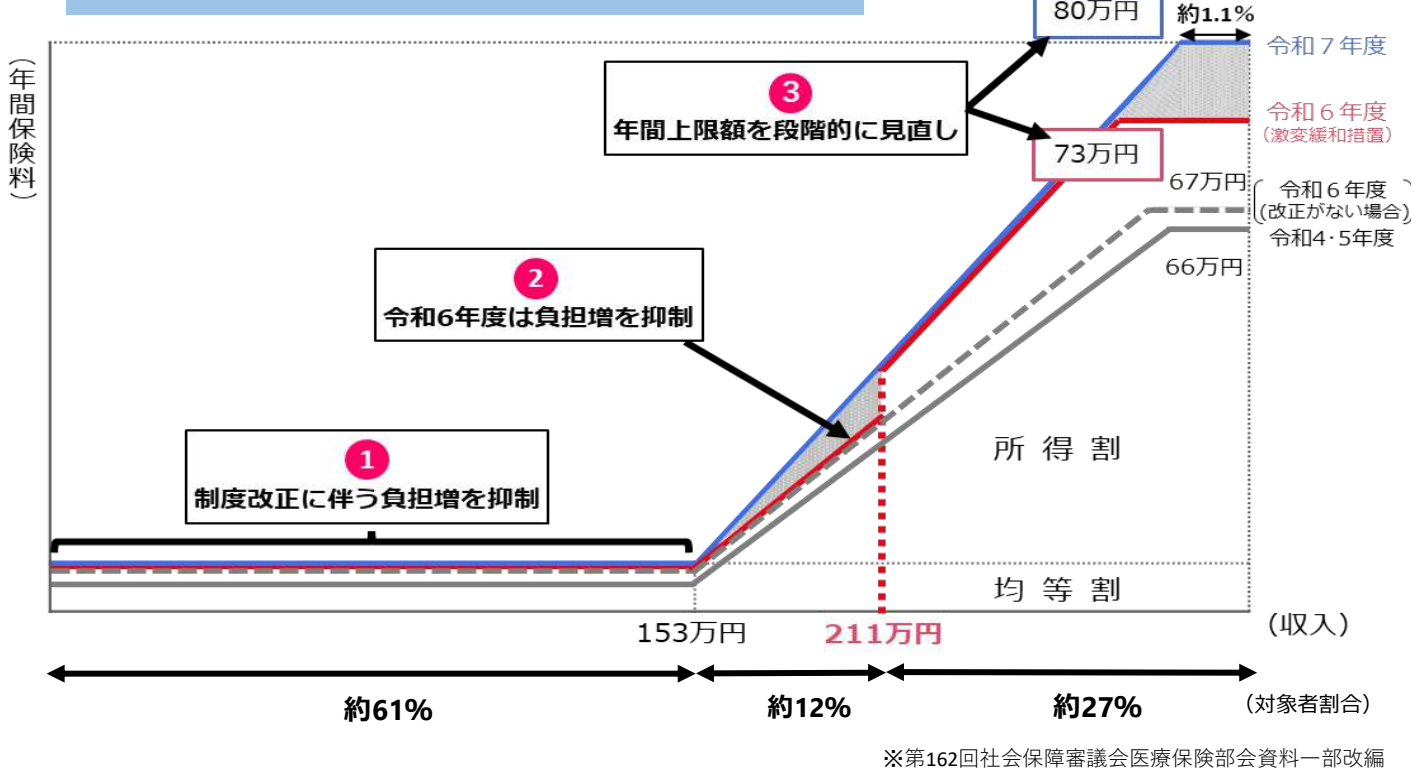 80万円
約1.1%
(年間保険料)
令和7年度
3
年間上限額を段階的に見直し
令和6年度
(激変緩和措置)
73万円
67万円
令和6年度
(改正がない場合)
令和4・5年度
66万円
2
令和6年度は負担増を抑制
所得割
1
制度改正に伴う負担増を抑制
均等割
153万円
211万円
(収入)
約61%
約12%
約27%
(対象者割合)
※第162回社会保障審議会医療保険部会資料一部改編